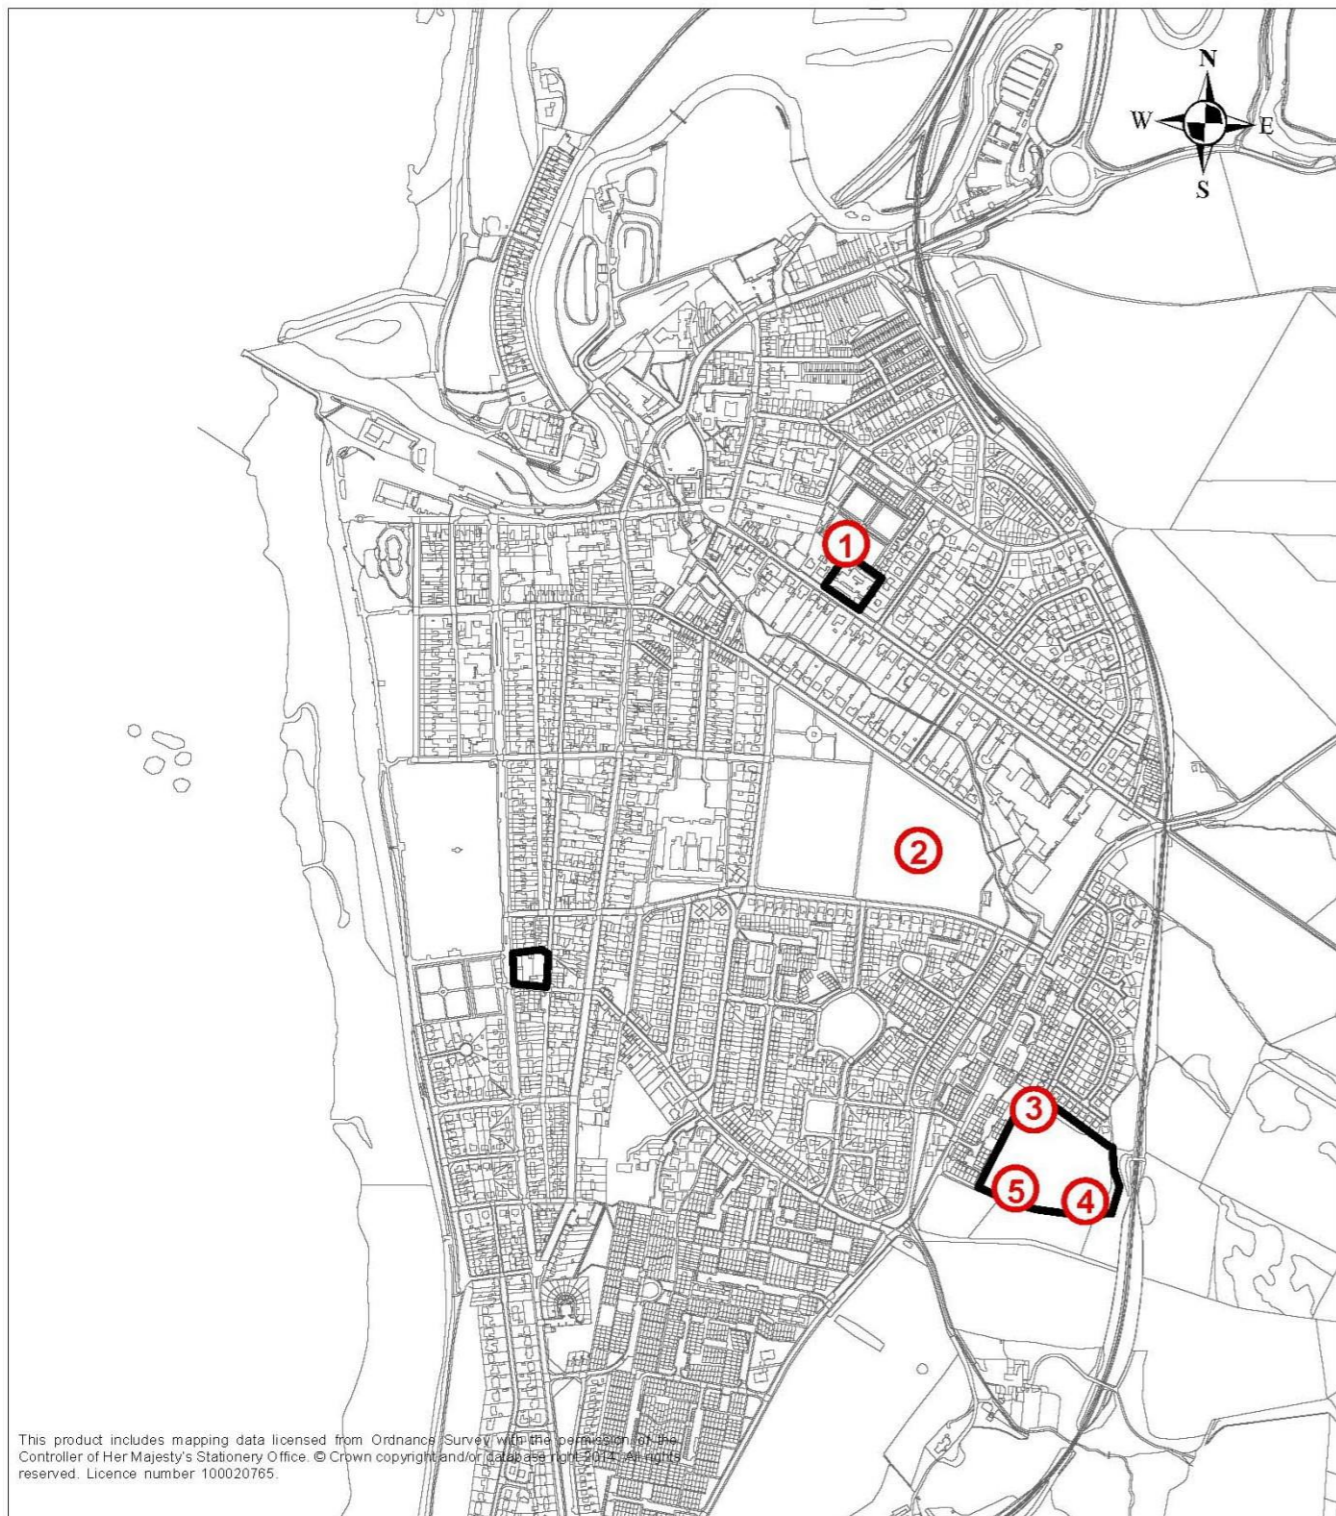 N
W E
S
1
2
3
5 4
This product includes mapping data licensed from Ordnance Survey with the permission of the
Controller of Her Majesty's Stationery Office. © Crown copyright and/or database right 2014. All rights
reserved. Licence number 100020765.